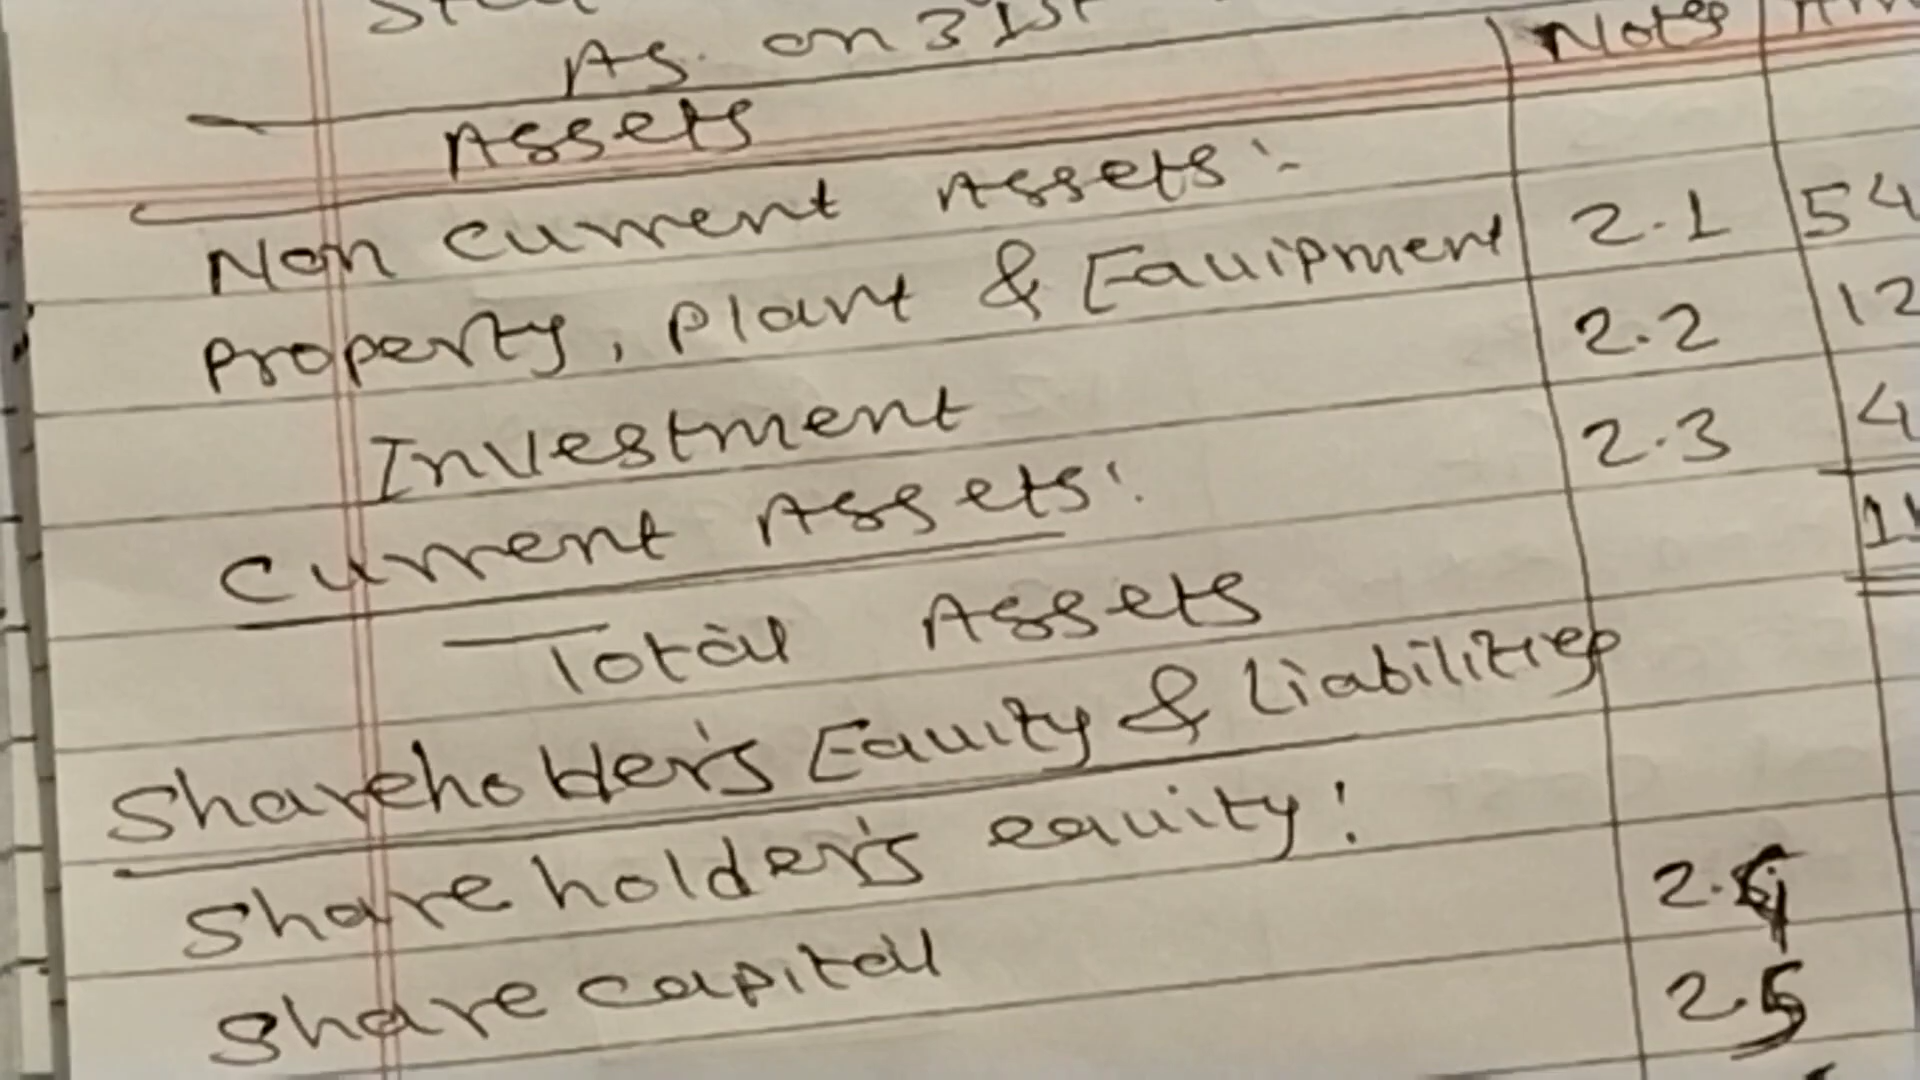 As on 31st Notes
Assets
Non current Assets:-
Property, plant & Equipment 2.1 54
Investment 2.2 12
Current Assets: 2.3 4
Total Assets
Shareholder's Equity & Liabilities
Shareholder's equity:
Share capital 2.4
2.5